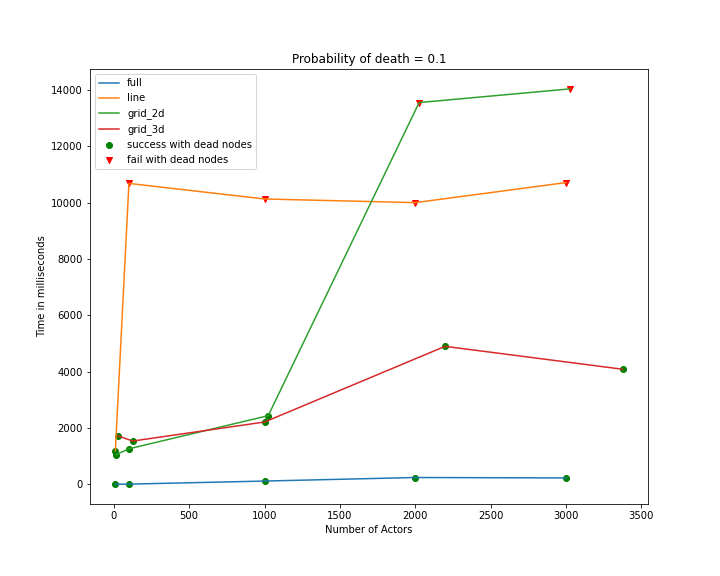 Probability of death = 0.1
full
line
grid_2d
grid_3d
success with dead nodes
fail with dead nodes
14000
12000
10000
8000
6000
4000
2000
0
Time in milliseconds
0 500 1000 1500 2000 2500 3000 3500
Number of Actors